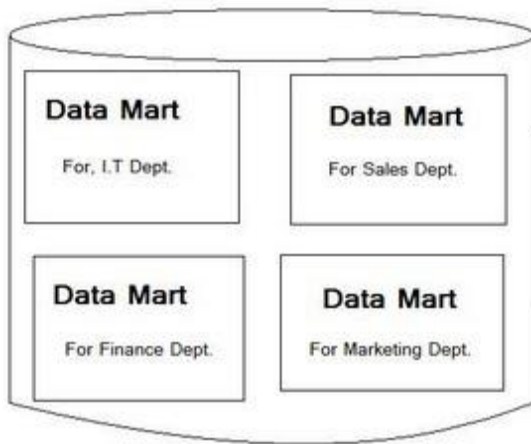 Data Mart
For, I.T Dept.
Data Mart
For Sales Dept.
Data Mart
For Finance Dept.
Data Mart
For Marketing Dept.